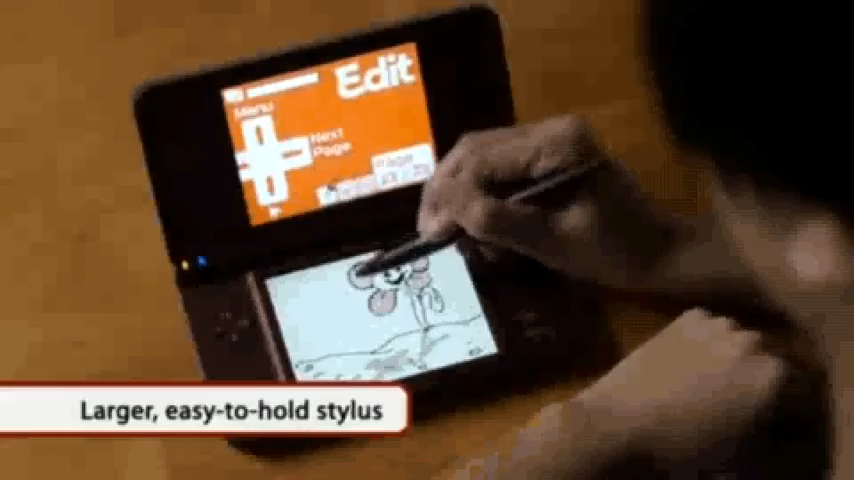 Edit
Menu
Next
Page
Page
Larger, easy-to-hold stylus